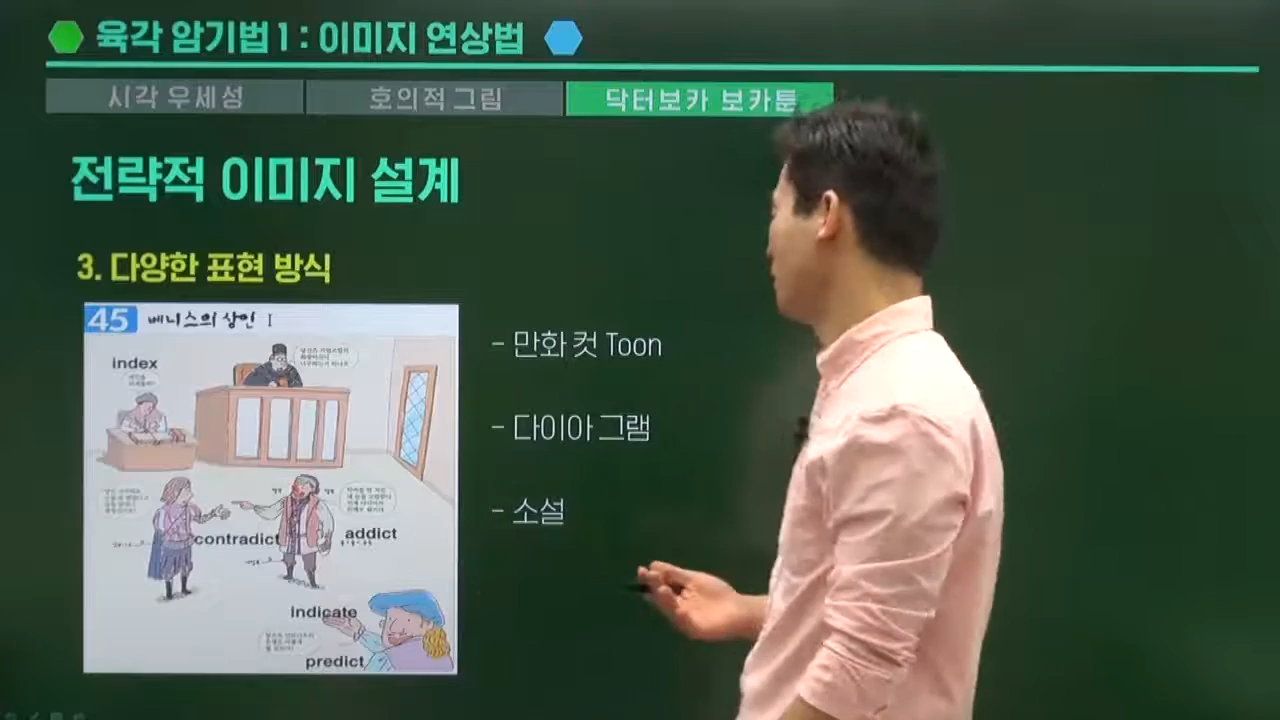 육각 암기법 1 : 이미지 연상법
시각 우세성
호의적 그림
닥터보카 보카툰
전략적 이미지 설계
3. 다양한 표현 방식
45 베니스의 상인 I
index
contradict
addict
indicate
predict
- 만화 컷 Toon
- 다이아 그램
- 소설